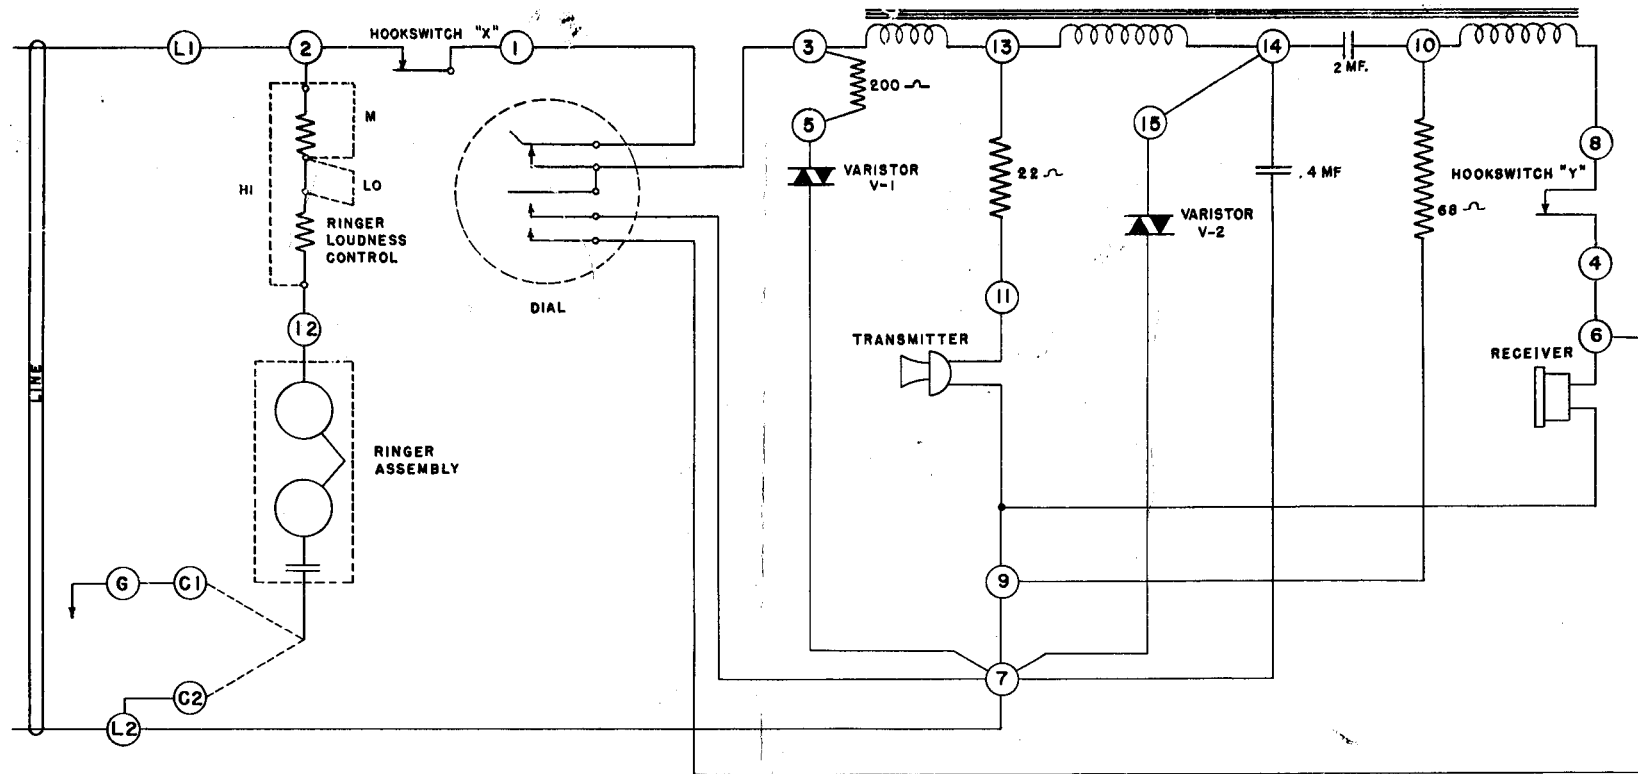 L1
2
HOOKSWITCH "X"
1
3
13
14
2 MF.
10
200
M
5
15
8
HI
LO
VARISTOR
V-1
22
.4 MF
HOOKSWITCH "Y"
68
RINGER
LOUDNESS
CONTROL
VARISTOR
V-2
4
DIAL
11
12
TRANSMITTER
6
RECEIVER
LINE
RINGER
ASSEMBLY
G
C1
9
7
C2
L2